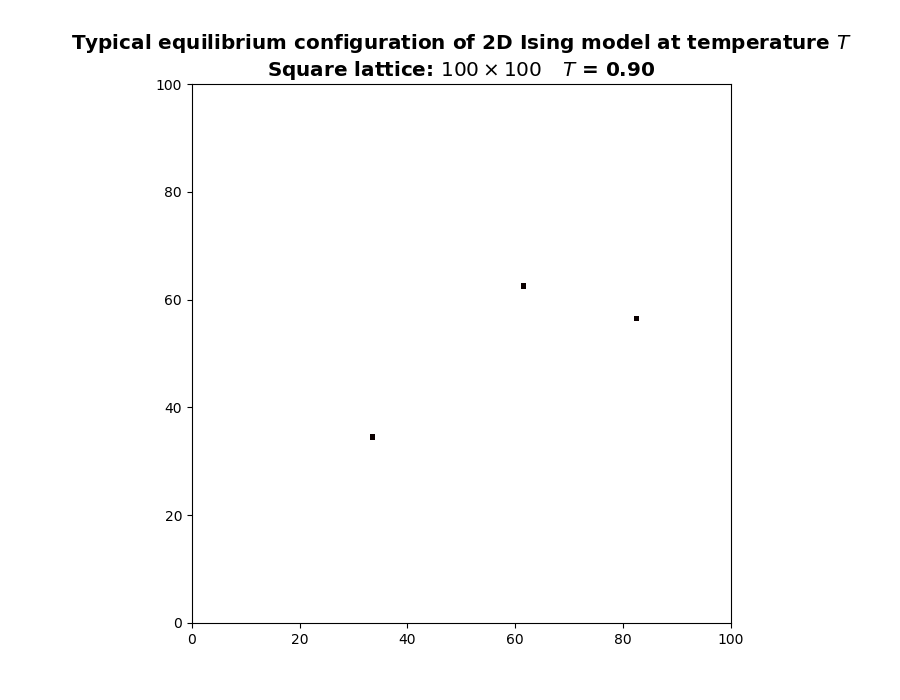 Typical equilibrium configuration of 2D Ising model at temperature T
Square lattice: 100 × 100 T = 0.90
100
80
60
40
20
0
0 20 40 60 80 100